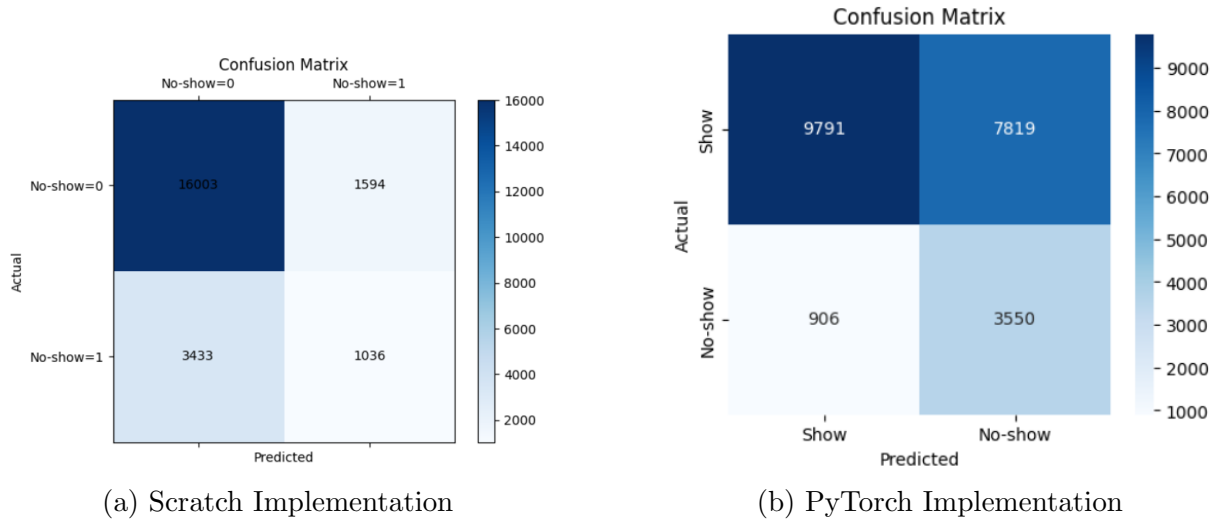 Confusion Matrix
No-show=0 No-show=1
16000
14000
12000
10000
8000
6000
4000
2000
No-show=0
16003 1594
Actual
No-show=1
3433 1036
Predicted
(a) Scratch Implementation
Confusion Matrix
Show
9791 7819
Actual
No-show
906 3550
Show No-show
Predicted
9000
8000
7000
6000
5000
4000
3000
2000
1000
(b) PyTorch Implementation